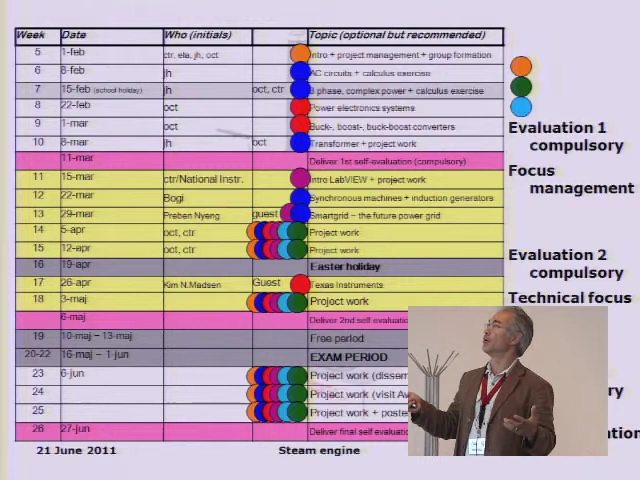 Week Date Who (initials) Topic (optional but recommended)
5 1-feb ctr, ela, jh, oct Intro + project management + group formation
6 8-feb jh AC circuits + calculus exercise
7 15-feb (school holiday) jh oct, ctr 3 phase, complex power + calculus exercise
8 22-feb oct Power electronics systems
9 1-mar oct Buck-, boost-, buck-boost converters
10 8-mar jh oct Transformer + project work
11-mar Deliver 1st self-evaluation (compulsory)
11 15-mar ctr/National Instr. Intro LabVIEW + project work
12 22-mar Bogi Synchronous machines + induction generators
13 29-mar Preben Nyeng guest Smartgrid – the future power grid
14 5-apr oct, ctr Project work
15 12-apr oct, ctr Project work
16 19-apr Easter holiday
17 26-apr Kim N.Madsen Guest Texas Instruments
18 3-maj Project work
6-maj Deliver 2nd self evaluatio
19 10-maj – 13-maj Free period
20-22 16-maj – 1-jun EXAM PERIOD
23 6-jun Project work (dissem
24 Project work (visit Aw
25 Project work + poste
26 27-jun Deliver final self evaluatio
Evaluation 1
compulsory
Focus
management
Evaluation 2
compulsory
Technical focus
21 June 2011 Steam engine